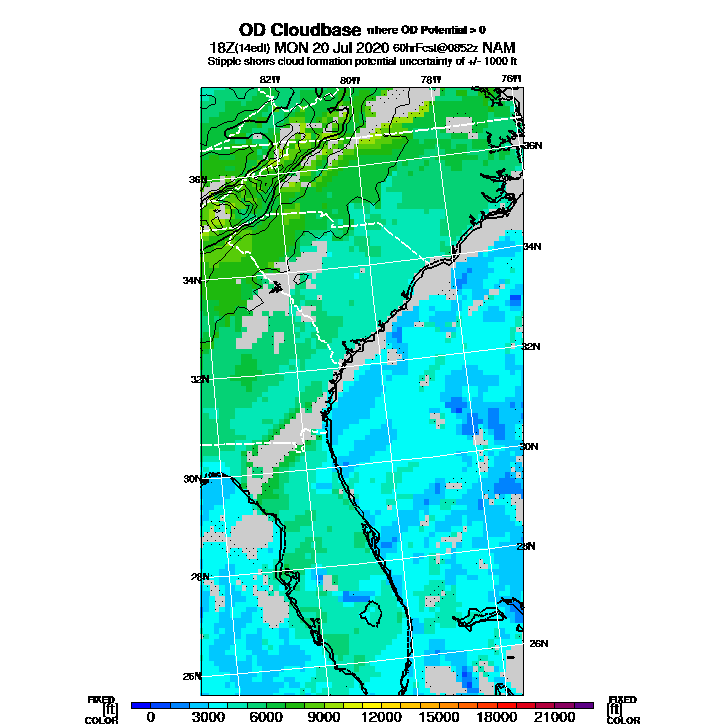 OD Cloudbase where OD Potential > 0
18Z(14edt) MON 20 Jul 2020 60hrFcst@0852z NAM
Stipple shows cloud formation potential uncertainty of +/- 1000 ft
82W 80W 78W 76W
36N
36N
34N
34N
32N
32N
30N
30N
28N
28N
26N
26N
FIXED FIXED
[ft] 0 3000 6000 9000 12000 15000 18000 21000 [ft]
COLOR COLOR